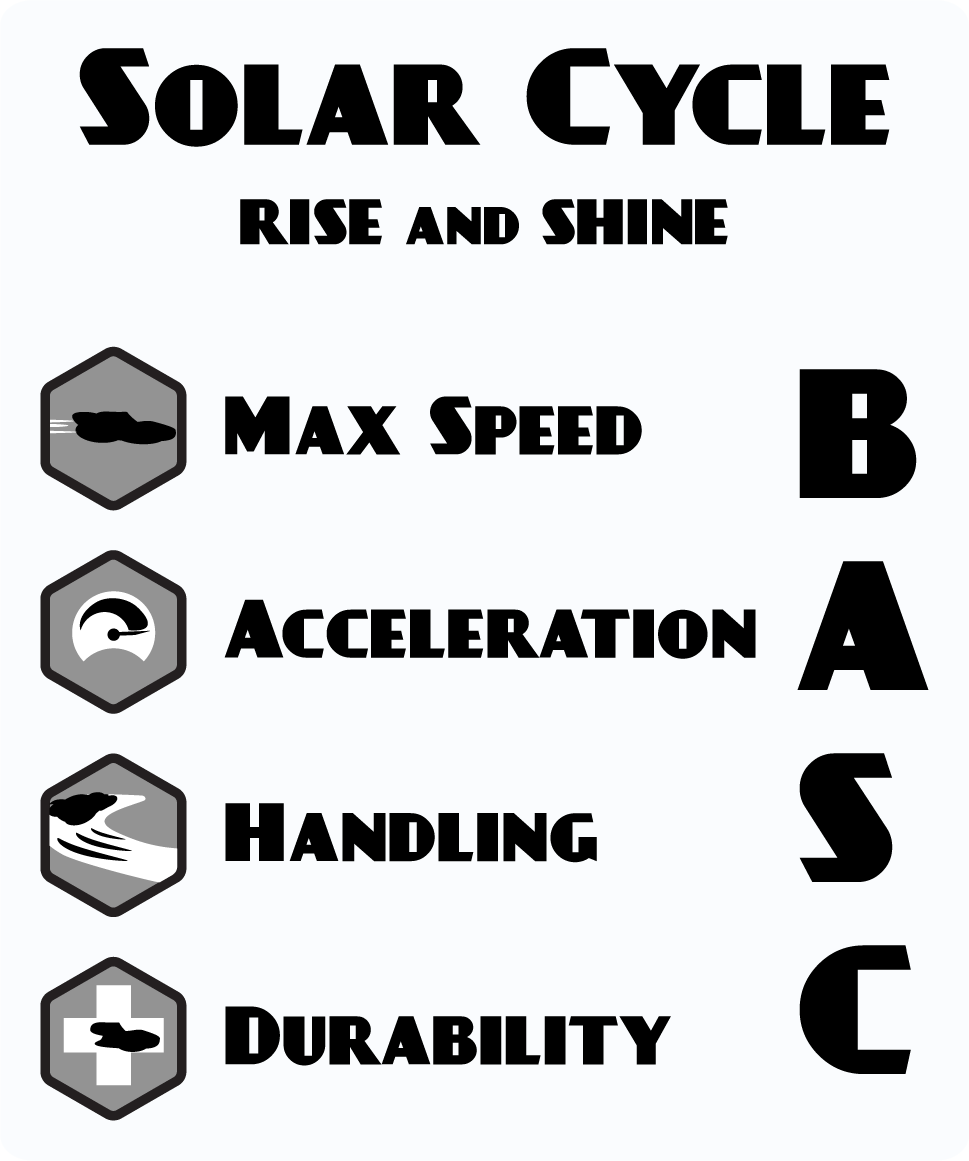 Solar Cycle
RISE AND SHINE
Max Speed B
Acceleration A
Handling S
Durability C